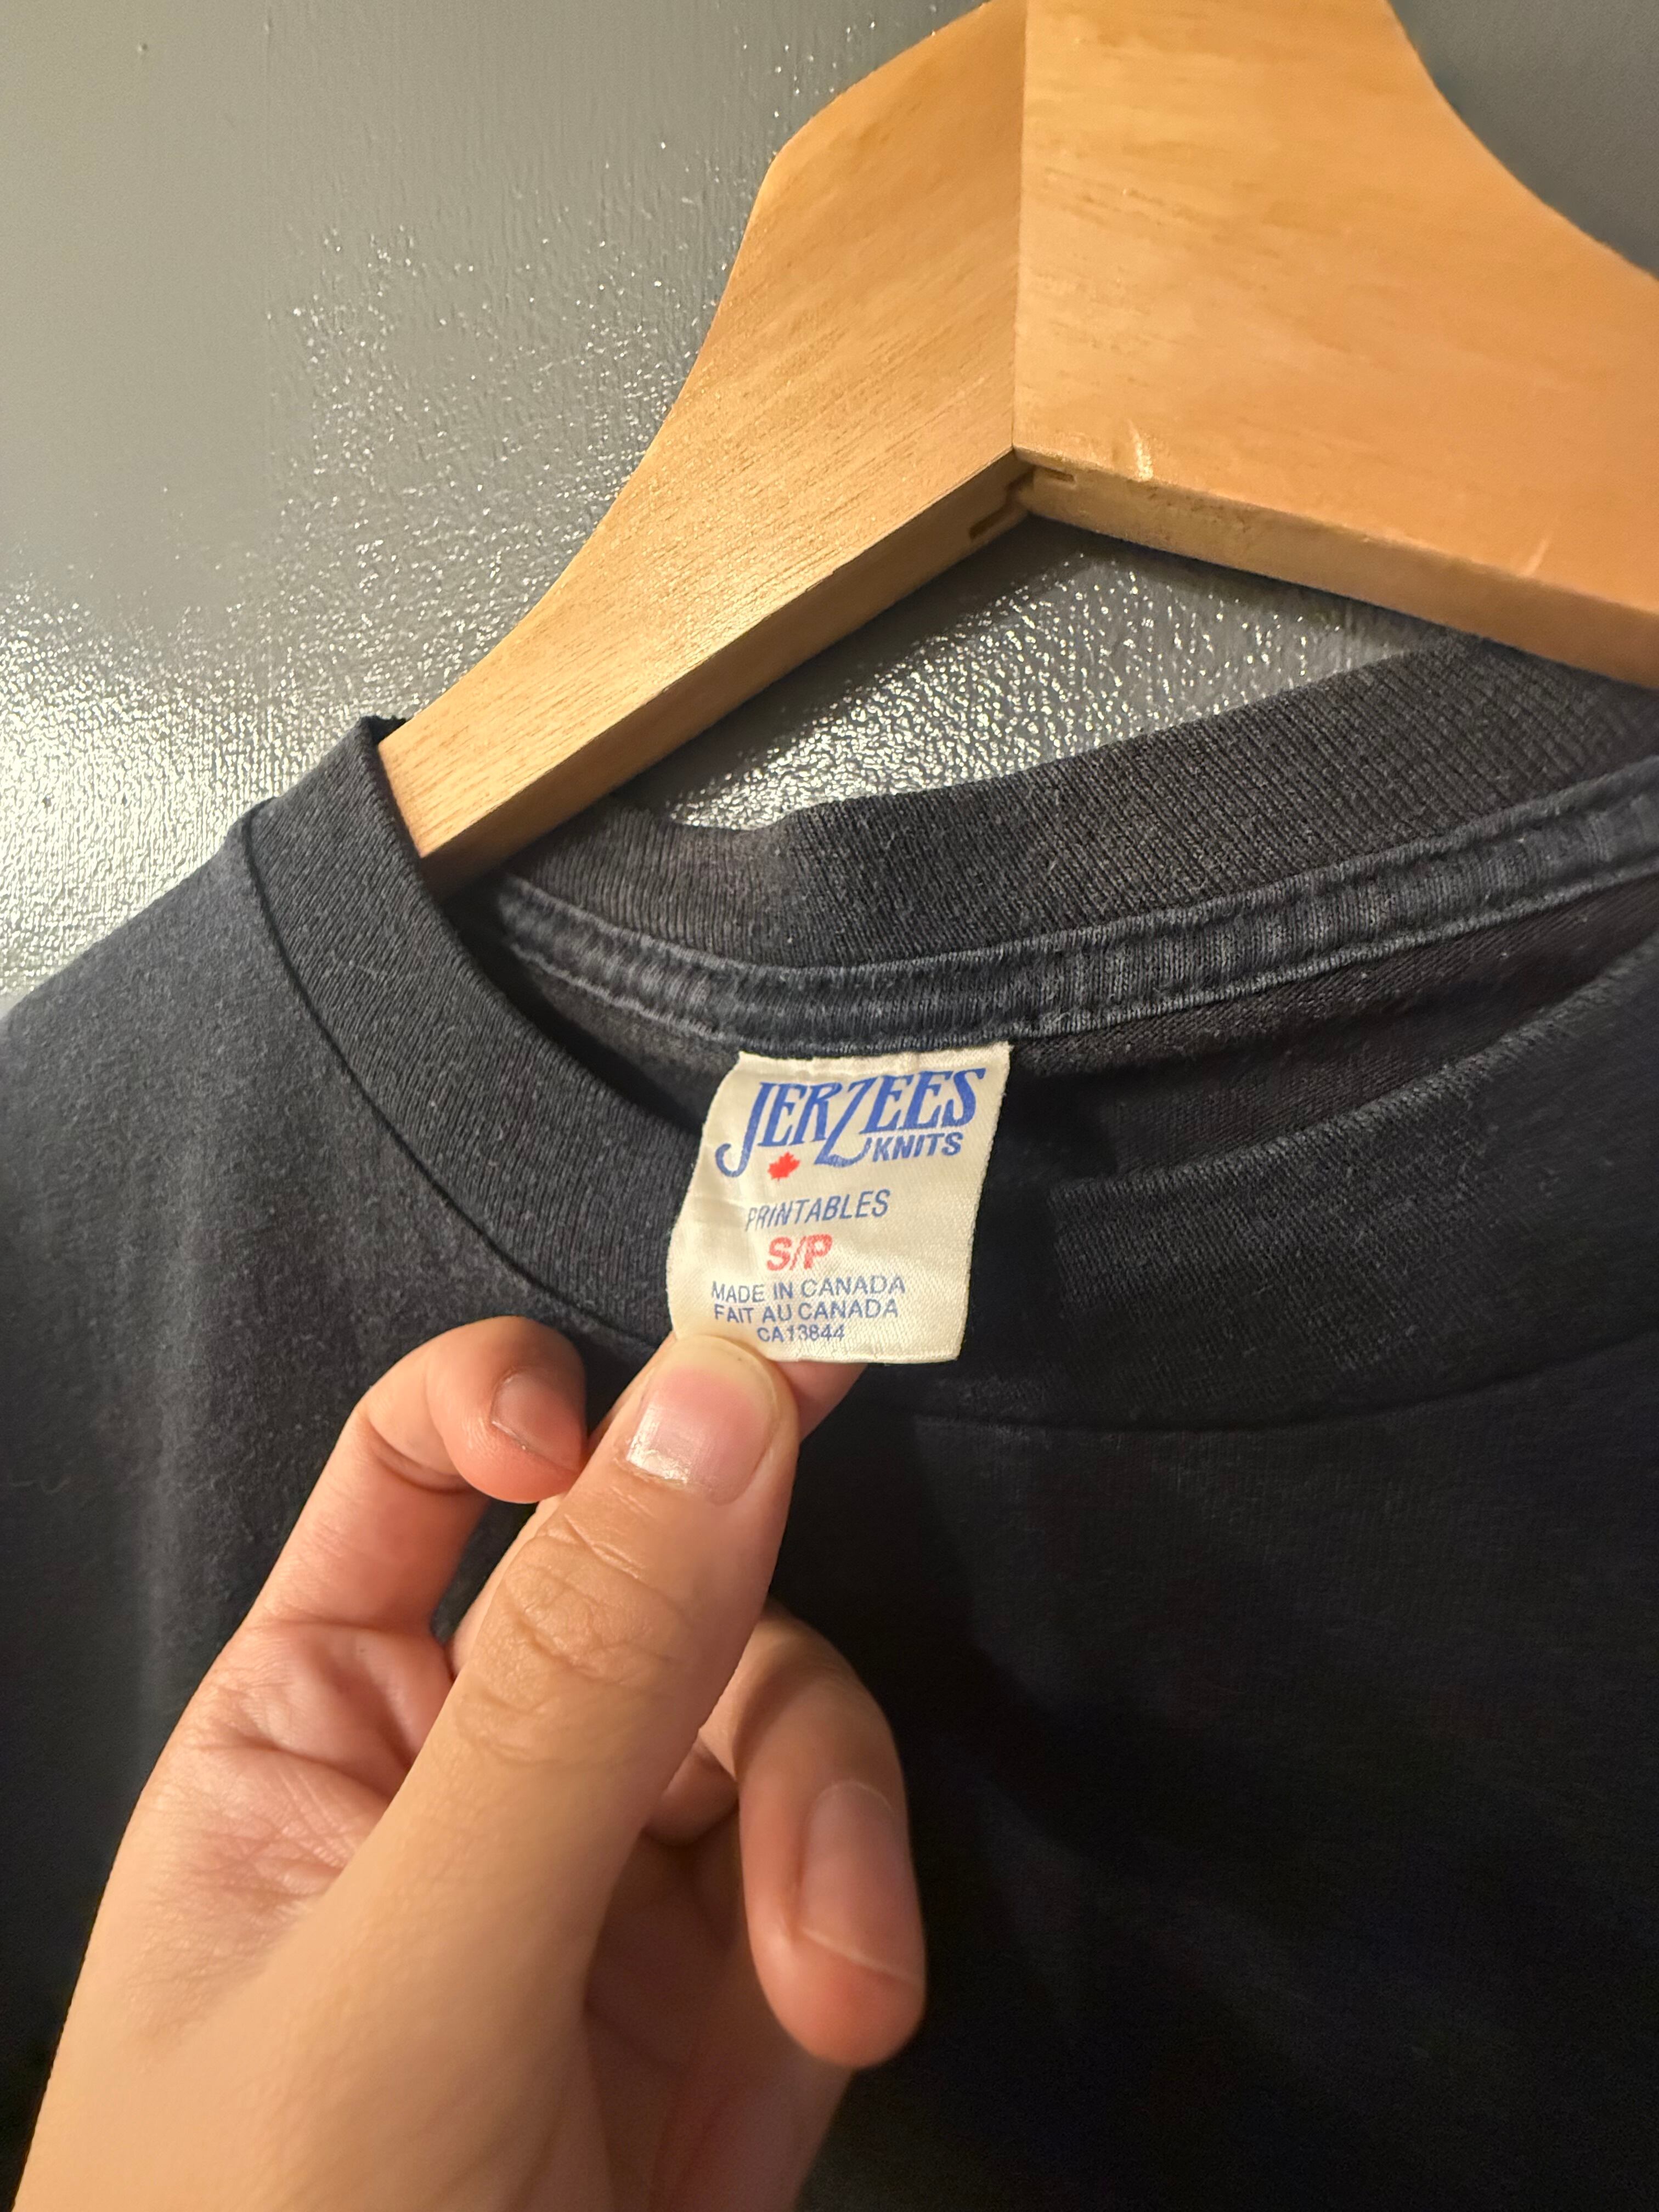 JERZEES
KNITS
PRINTABLES
S/P
MADE IN CANADA
FAIT AU CANADA
CA13844